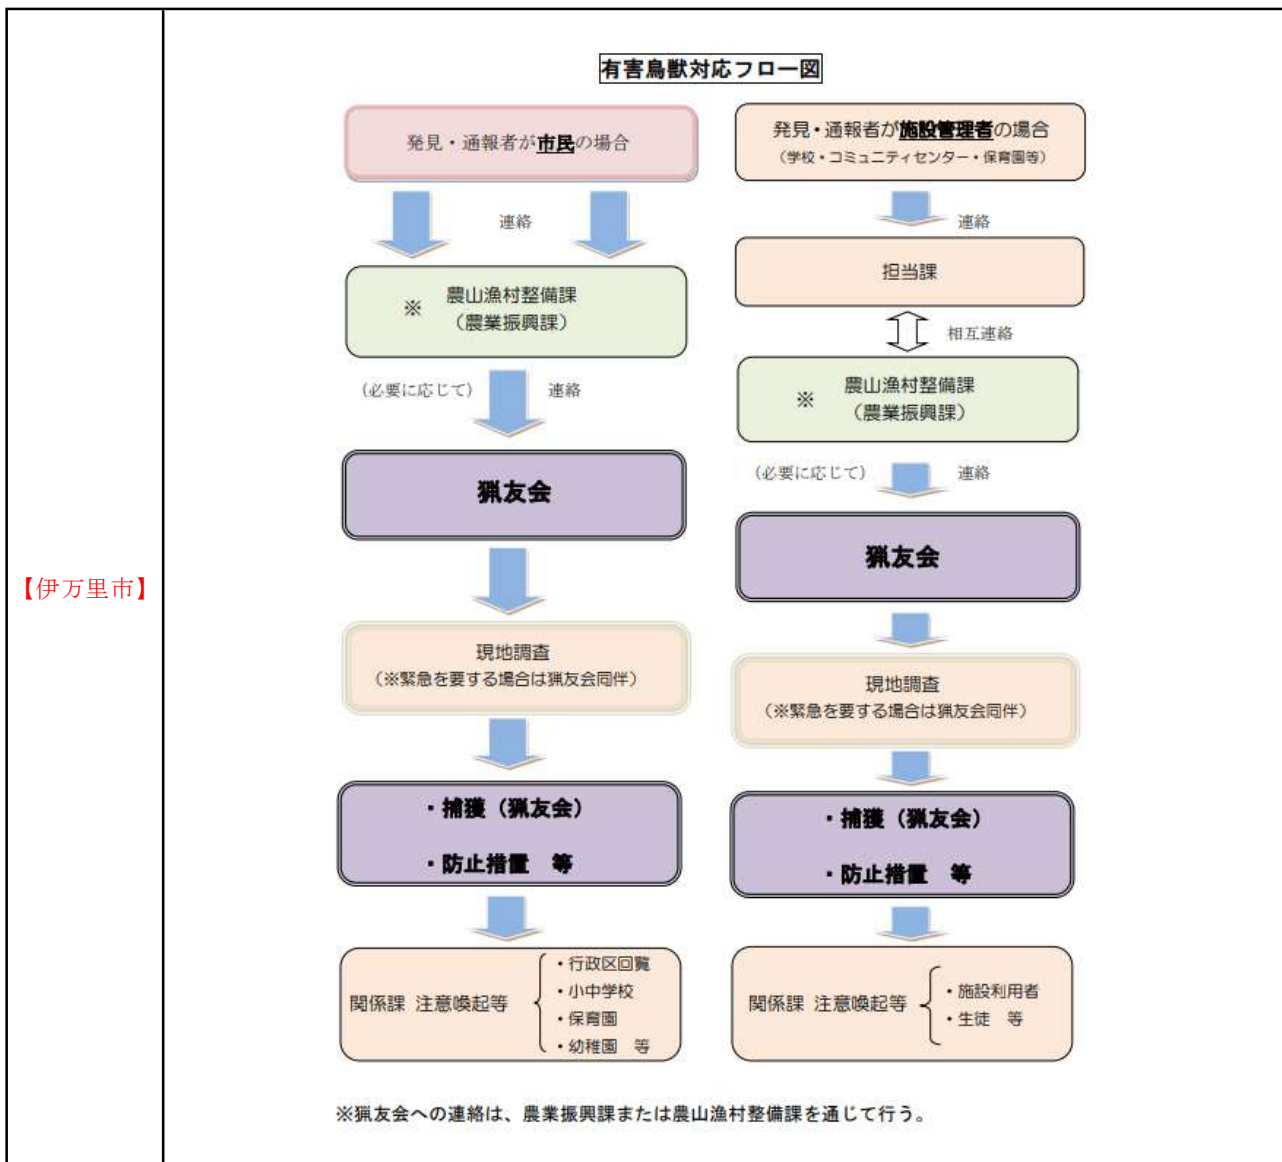 【伊万里市】
有害鳥獣対応フロー図
発見・通報者が市民の場合
連絡
※ 農山漁村整備課
（農業振興課）
（必要に応じて） 連絡
猟友会
現地調査
（※緊急を要する場合は猟友会同伴）
・捕獲（猟友会）
・防止措置　等
関係課 注意喚起等
・行政区回覧
・小中学校
・保育園
・幼稚園　等
発見・通報者が施設管理者の場合
（学校・コミュニティセンター・保育園等）
連絡
担当課
相互連絡
※ 農山漁村整備課
（農業振興課）
（必要に応じて） 連絡
猟友会
現地調査
（※緊急を要する場合は猟友会同伴）
・捕獲（猟友会）
・防止措置　等
関係課 注意喚起等
・施設利用者
・生徒　等
※猟友会への連絡は、農業振興課または農山漁村整備課を通じて行う。